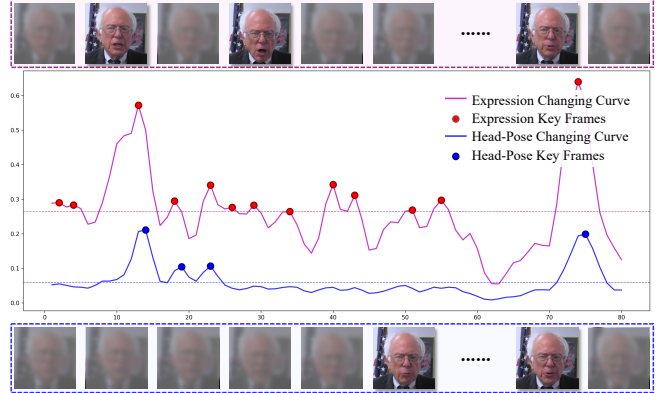 ......
0.6
Expression Changing Curve
Expression Key Frames
0.5
Head-Pose Changing Curve
Head-Pose Key Frames
0.4
0.3
0.2
0.1
0.0
0 10 20 30 40 50 60 70 80
......